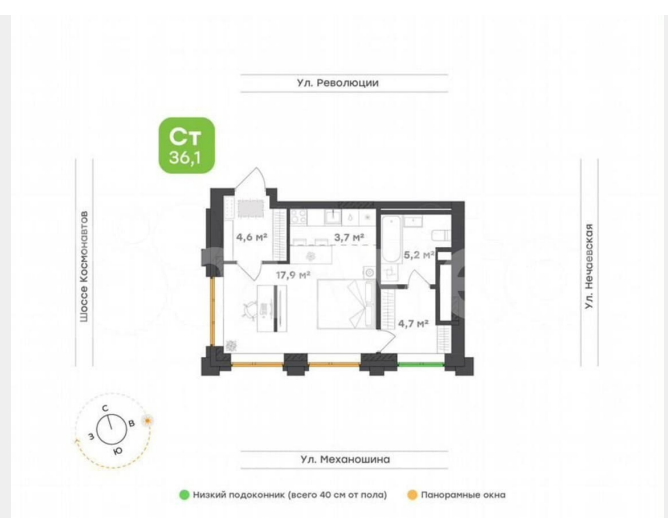 Ул. Революции
Ст
36,1
Шоссе Космонавтов
Ул. Нечаевская
4,6 м²
3,7 м²
5,2 м²
17,9 м²
4,7 м²
С
В
З
Ю
Ул. Механошина
Низкий подоконник (всего 40 см от пола)
Панорамные окна